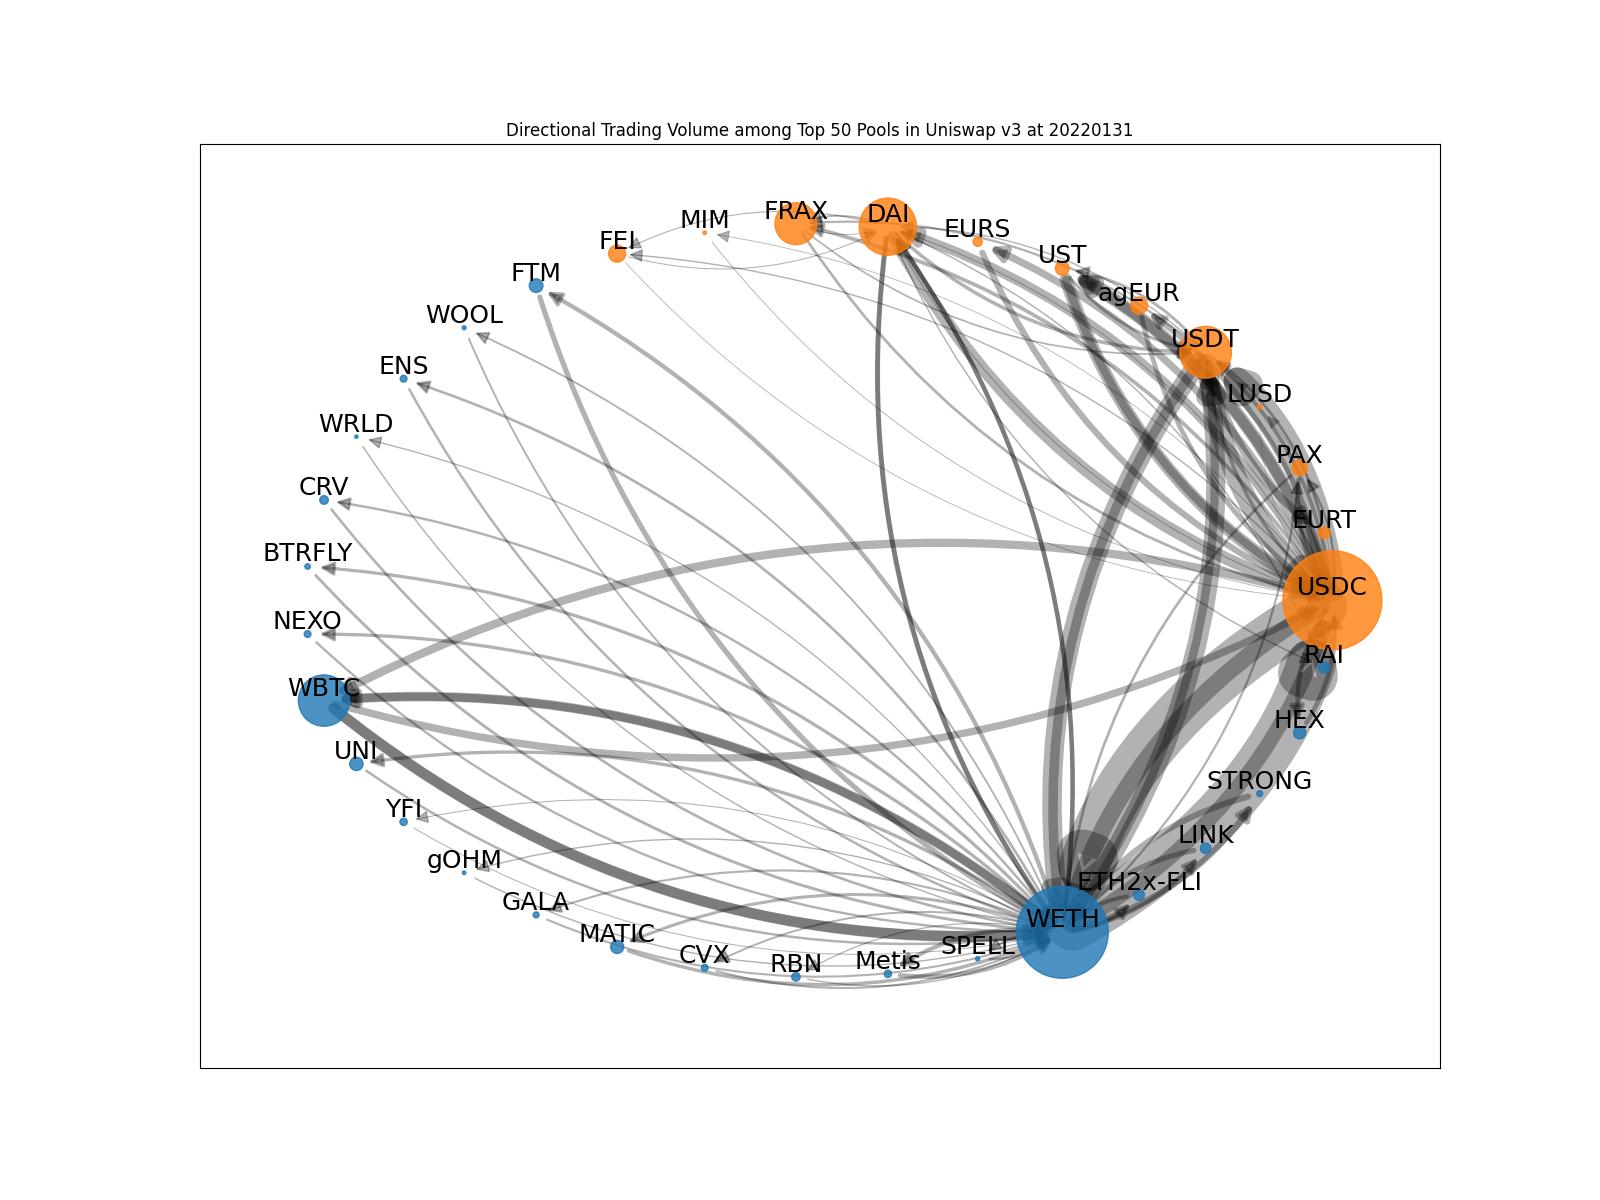 Directional Trading Volume among Top 50 Pools in Uniswap v3 at 20220131
FRAX
DAI
MIM
EURS
FEI
UST
FTM
agEUR
WOOL
USDT
ENS
LUSD
WRLD
PAX
CRV
EURT
BTRFLY
USDC
NEXO
RAI
WBTC
HEX
UNI
STRONG
YFI
LINK
gOHM
ETH2x-FLI
GALA
WETH
MATIC
SPELL
CVX
RBN
Metis